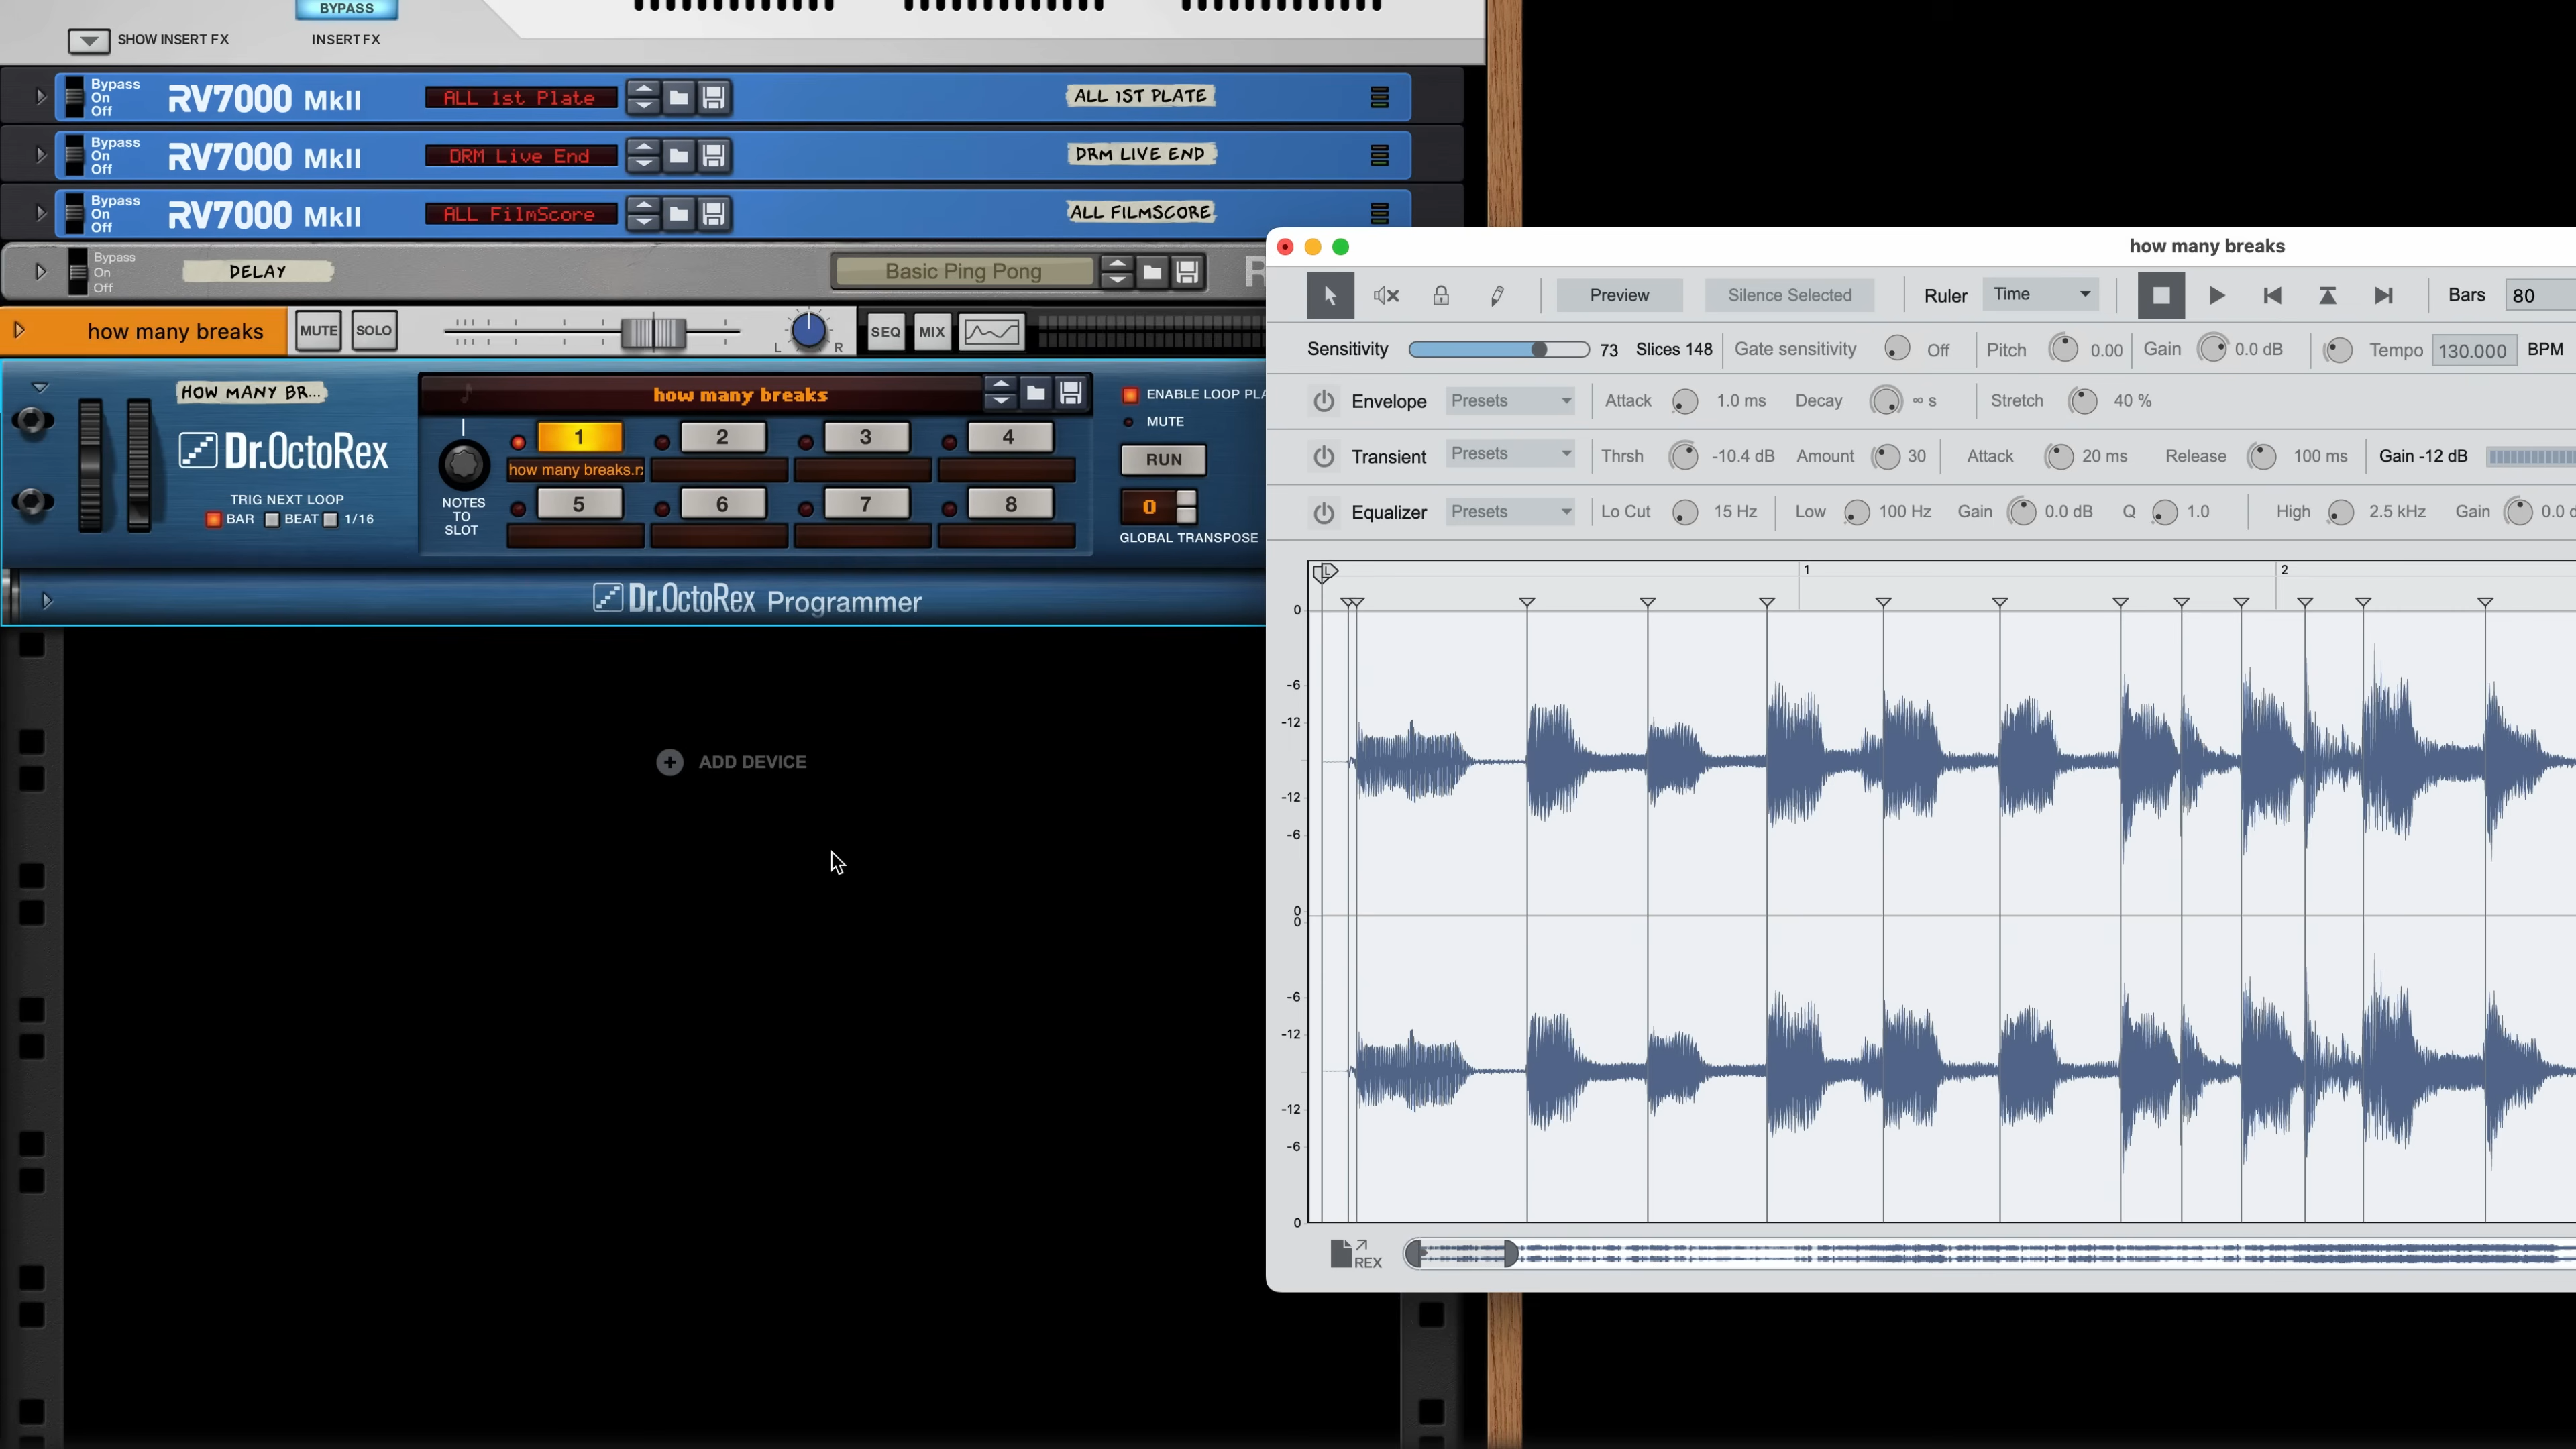 BYPASS
SHOW INSERT FX
INSERT FX
Bypass
On
Off
RV7000 MkII
ALL 1st Plate
ALL 1ST PLATE
Bypass
On
Off
RV7000 MkII
DRM Live End
DRM LIVE END
Bypass
On
Off
RV7000 MkII
ALL FilmScore
ALL FILMSCORE
Bypass
On
Off
DELAY
Basic Ping Pong
how many breaks
MUTE
SOLO
L
R
SEQ
MIX
HOW MANY BR...
Dr.OctoRex
TRIG NEXT LOOP
BAR
BEAT
1/16
how many breaks
NOTES
TO
SLOT
1
2
3
4
how many breaks.r
5
6
7
8
ENABLE LOOP PLA
MUTE
RUN
0
GLOBAL TRANSPOSE
Dr.OctoRex Programmer
ADD DEVICE
how many breaks
Preview
Silence Selected
Ruler
Time
Bars
80
Sensitivity
73
Slices 148
Gate sensitivity
Off
Pitch
0.00
Gain
0.0 dB
Tempo
130.000
BPM
Envelope
Presets
Attack
1.0 ms
Decay
∞ s
Stretch
40 %
Transient
Presets
Thrsh
-10.4 dB
Amount
30
Attack
20 ms
Release
100 ms
Gain -12 dB
Equalizer
Presets
Lo Cut
15 Hz
Low
100 Hz
Gain
0.0 dB
Q
1.0
High
2.5 kHz
Gain
0.0 d
L
1
2
0
-6
-12
-12
-6
0
0
-6
-12
-12
-6
0
REX